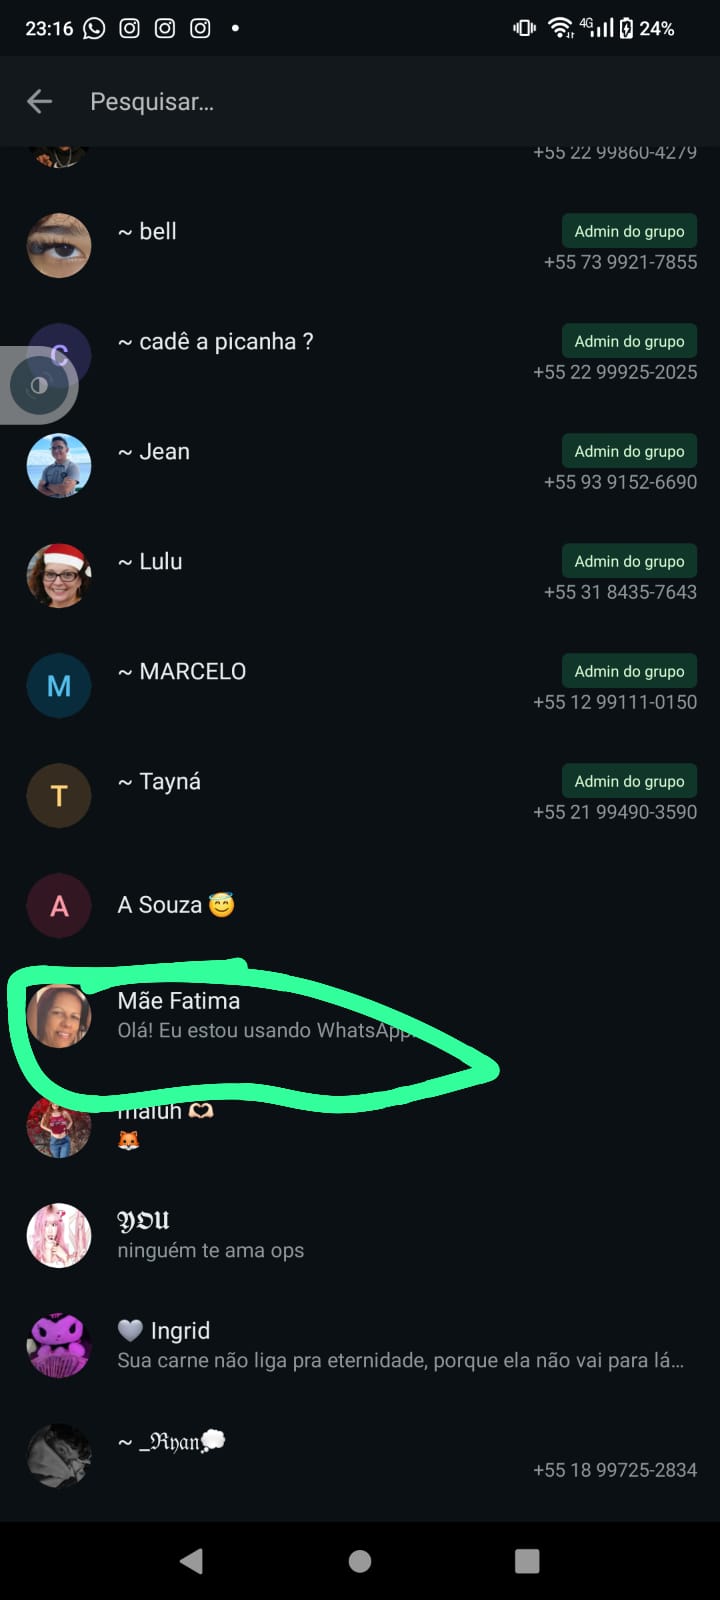 23:16
4G
24%
Pesquisar...
+55 22 99860-4279
~ bell
Admin do grupo
+55 73 9921-7855
C
~ cadê a picanha ?
Admin do grupo
+55 22 99925-2025
~ Jean
Admin do grupo
+55 93 9152-6690
~ Lulu
Admin do grupo
+55 31 8435-7643
M
~ MARCELO
Admin do grupo
+55 12 99111-0150
T
~ Tayná
Admin do grupo
+55 21 99490-3590
A
A Souza 😇
Mãe Fatima
Olá! Eu estou usando WhatsApp.
maluh 🫶🏻
🦊
𝖄𝕺𝖀
ninguém te ama ops
🩶 Ingrid
Sua carne não liga pra eternidade, porque ela não vai para lá...
~ _ℜ𝔶𝔞𝔫💭
+55 18 99725-2834